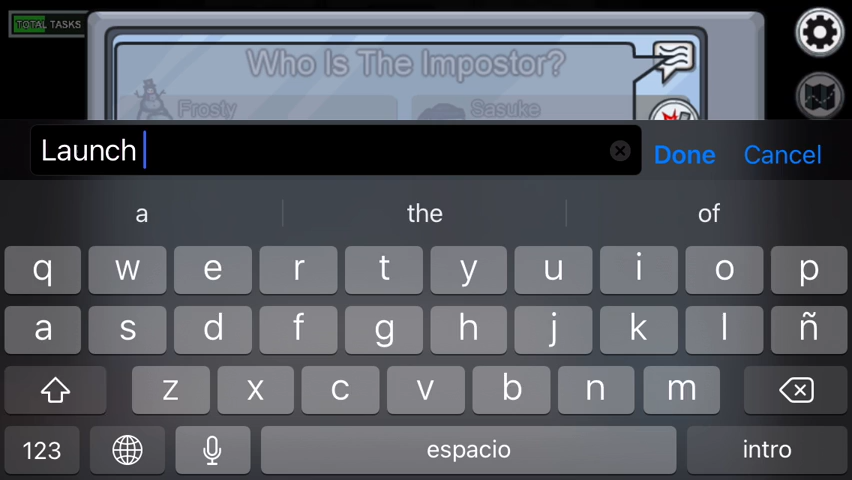 TOTAL TASKS
Who Is The Impostor?
Frosty
Sasuke
Launch
Done
Cancel
a
the
of
q w e r t y u i o p
a s d f g h j k l ñ
z x c v b n m
123
espacio
intro